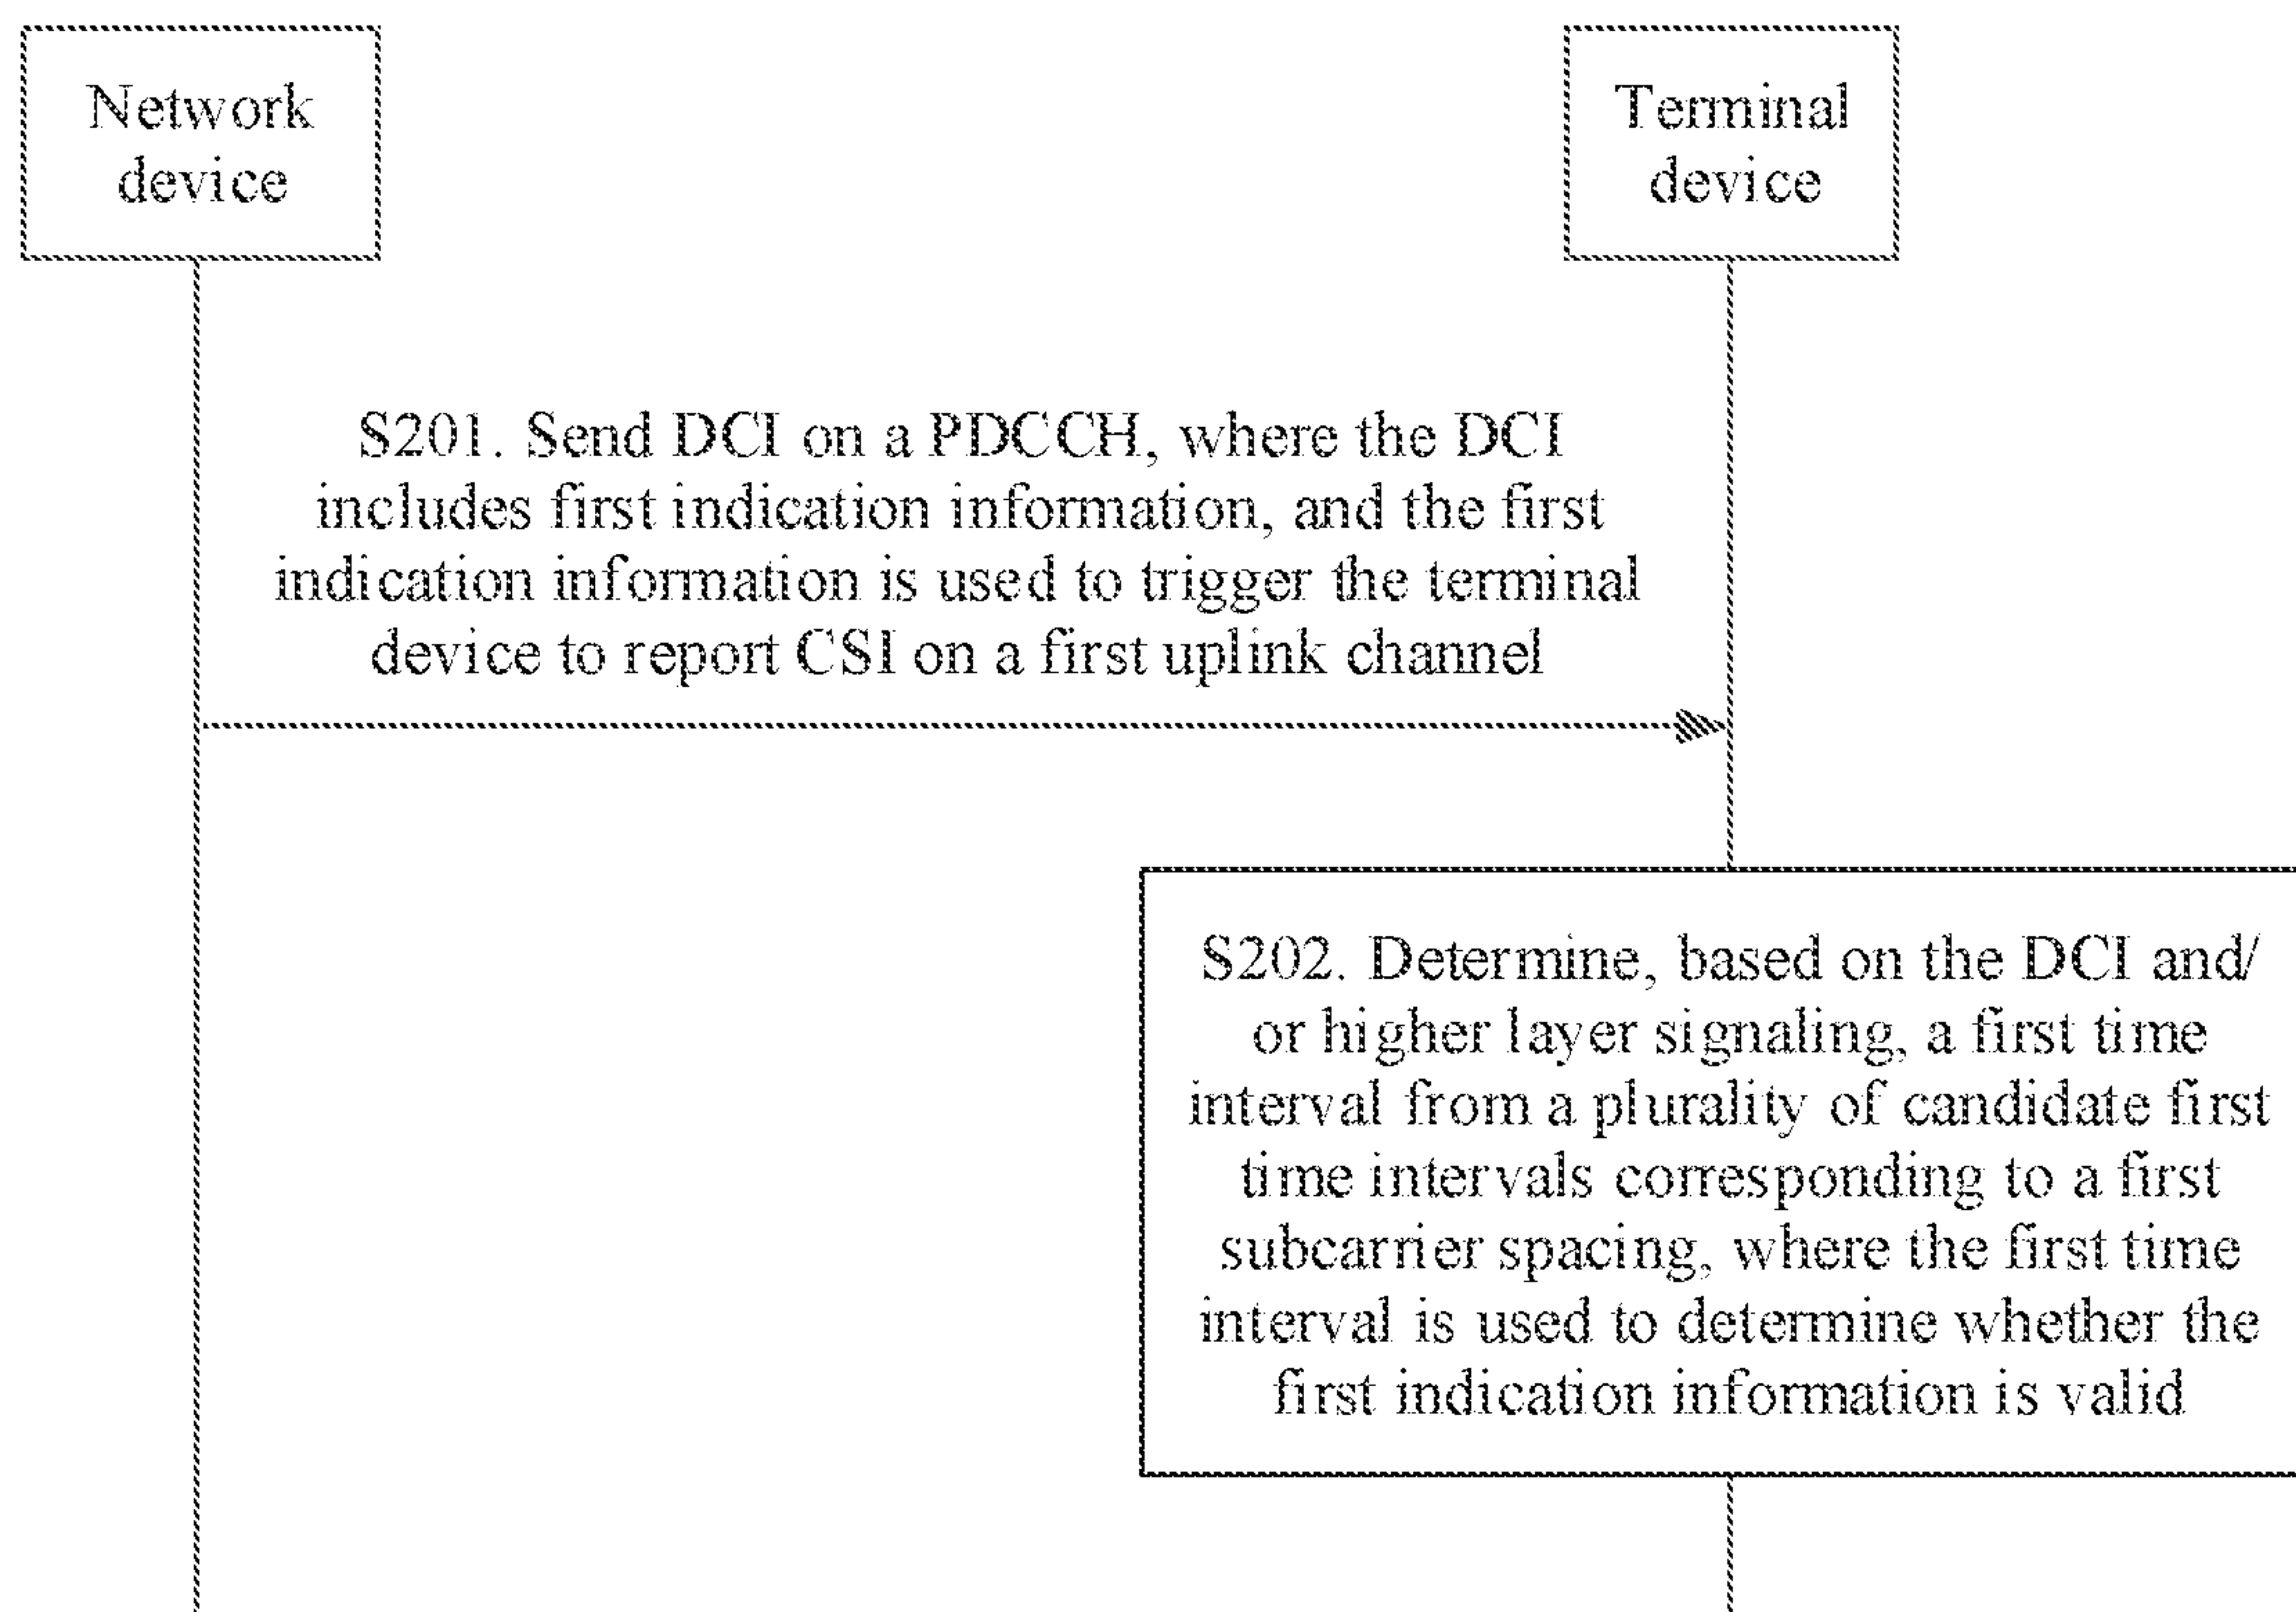 Network
device
Terminal
device
S201. Send DCI on a PDCCH, where the DCI
includes first indication information, and the first
indication information is used to trigger the terminal
device to report CSI on a first uplink channel
S202. Determine, based on the DCI and/
or higher layer signaling, a first time
interval from a plurality of candidate first
time intervals corresponding to a first
subcarrier spacing, where the first time
interval is used to determine whether the
first indication information is valid